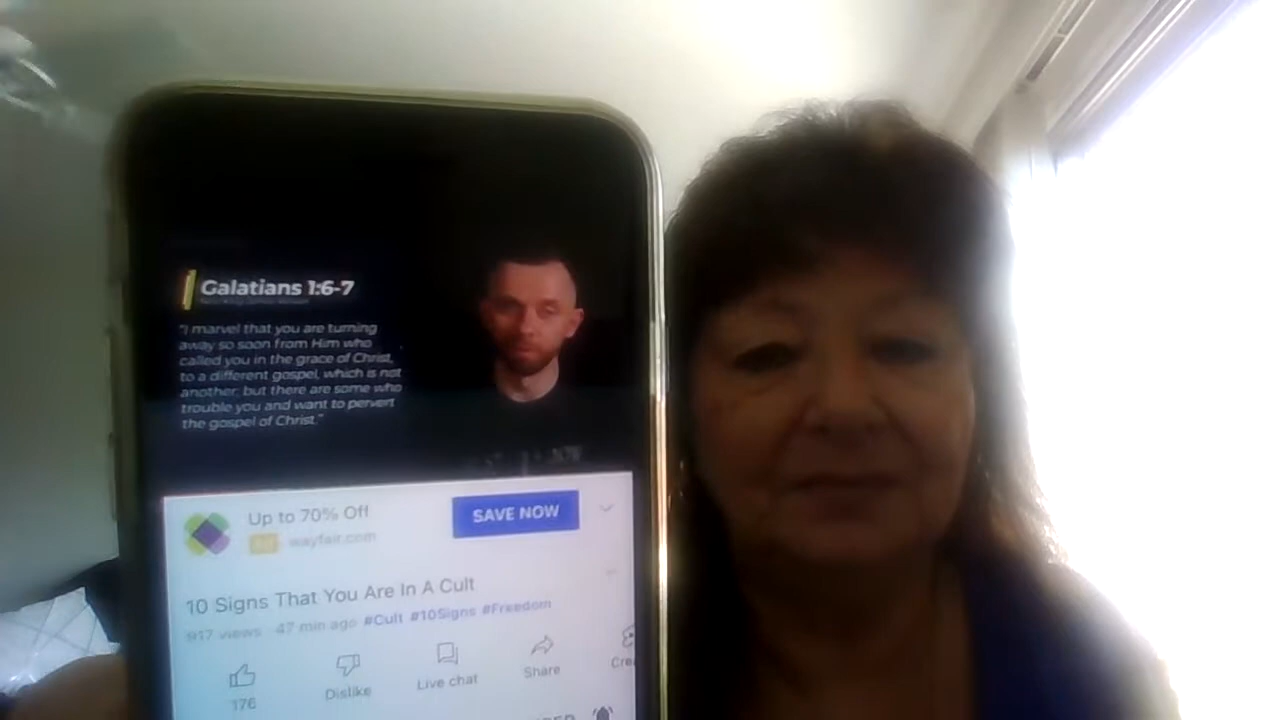 Galatians 1:6-7
"I marvel that you are turning
away so soon from Him who
called you in the grace of Christ,
to a different gospel, which is not
another; but there are some who
trouble you and want to pervert
the gospel of Christ."
Up to 70% Off
SAVE NOW
Ad wayfair.com
10 Signs That You Are In A Cult
917 views 47 min ago #Cult #10Signs #Freedom
176
Dislike
Live chat
Share